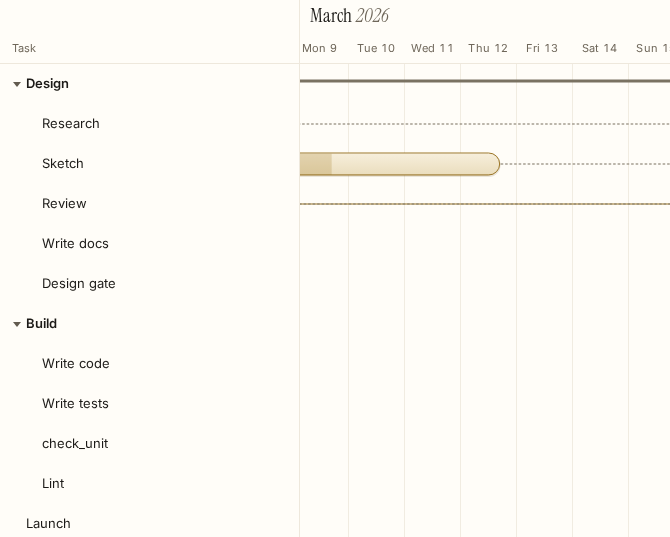 March 2026
Task
Mon 9 Tue 10 Wed 11 Thu 12 Fri 13 Sat 14 Sun
Design
Research
Sketch
Review
Write docs
Design gate
Build
Write code
Write tests
check_unit
Lint
Launch